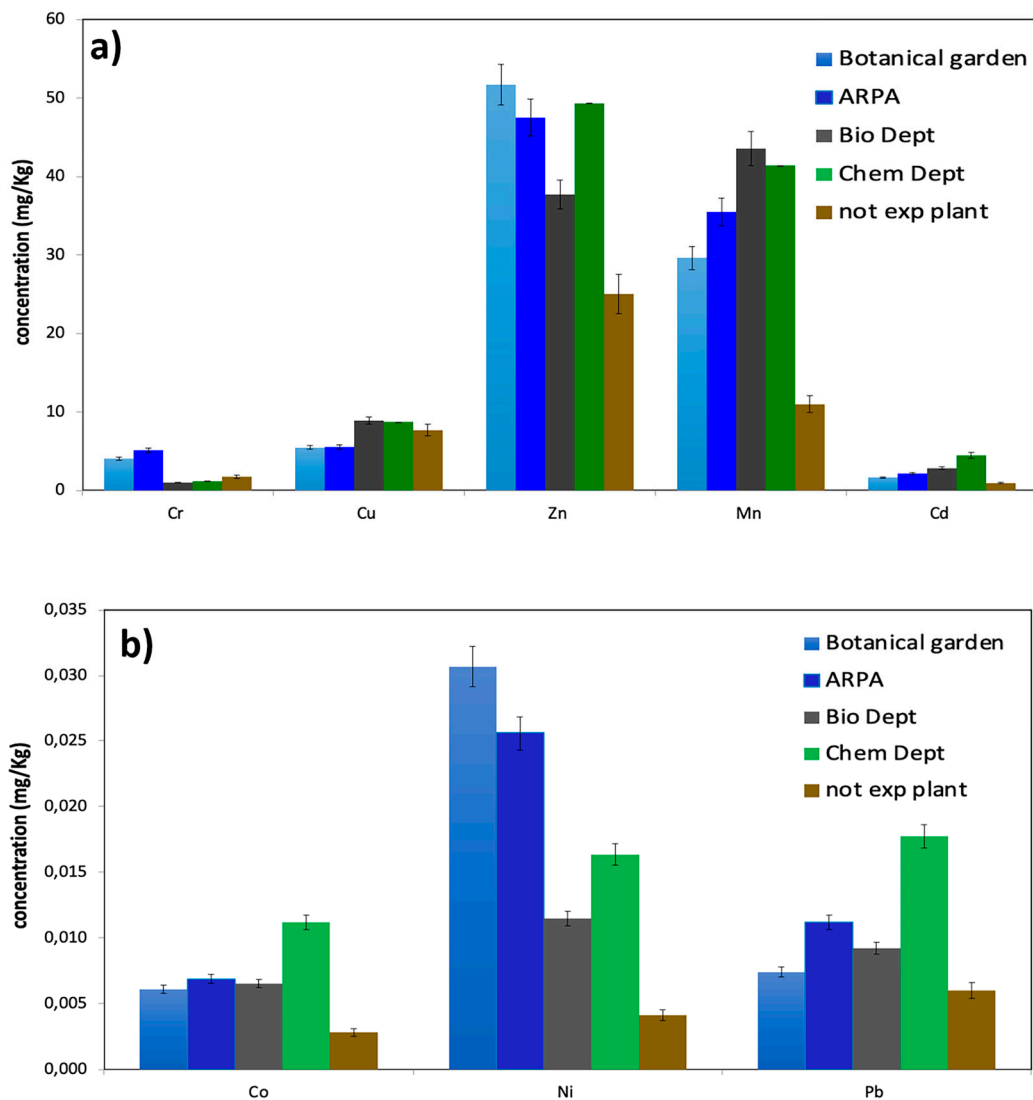 a)
60
50
40
30
20
10
0
concentration (mg/Kg)
Botanical garden
ARPA
Bio Dept
Chem Dept
not exp plant
Cr Cu Zn Mn Cd
b)
0,035
0,030
0,025
0,020
0,015
0,010
0,005
0,000
concentration (mg/Kg)
Botanical garden
ARPA
Bio Dept
Chem Dept
not exp plant
Co Ni Pb